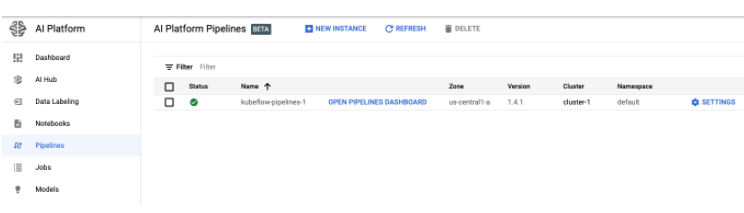 AI Platform
AI Platform Pipelines BETA NEW INSTANCE REFRESH DELETE
Dashboard
AI Hub
Data Labeling
Notebooks
Pipelines
Jobs
Models
Filter Filter
Status Name Zone Version Cluster Namespace
kubeflow-pipelines-1 OPEN PIPELINES DASHBOARD us-central1-a 1.4.1 cluster-1 default SETTINGS